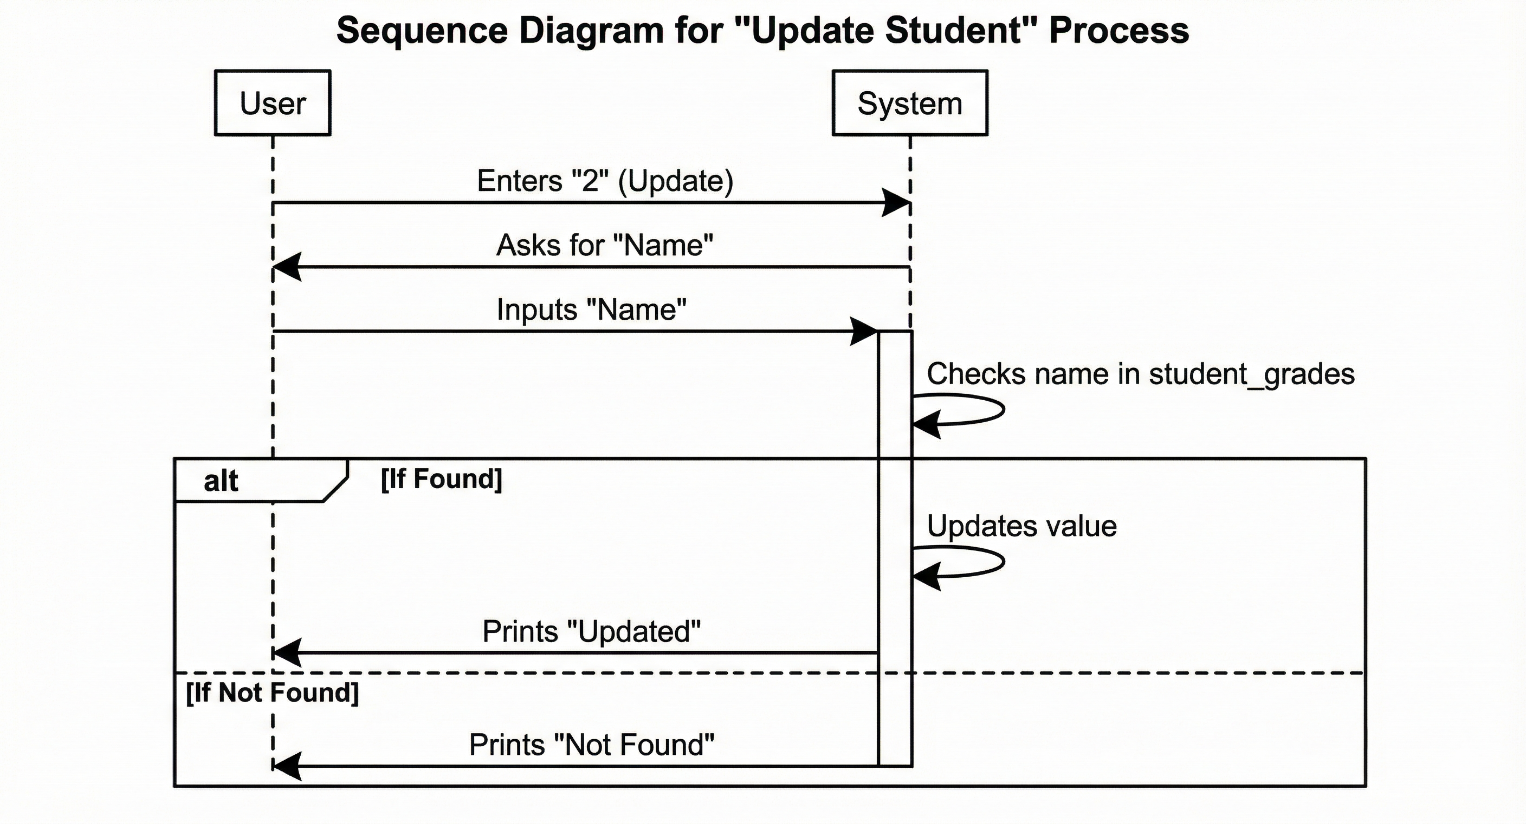 Sequence Diagram for "Update Student" Process
User
System
Enters "2" (Update)
Asks for "Name"
Inputs "Name"
Checks name in student_grades
alt
[If Found]
Updates value
Prints "Updated"
[If Not Found]
Prints "Not Found"